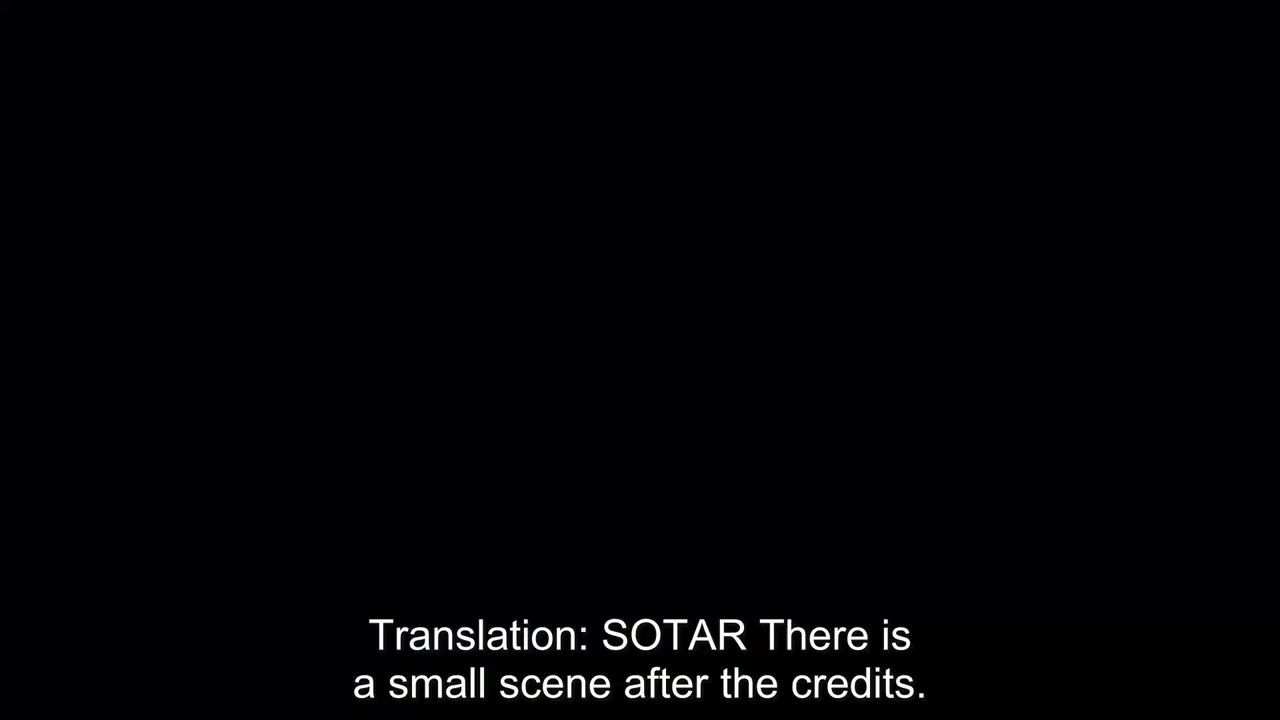 Translation: SOTAR There is
a small scene after the credits.